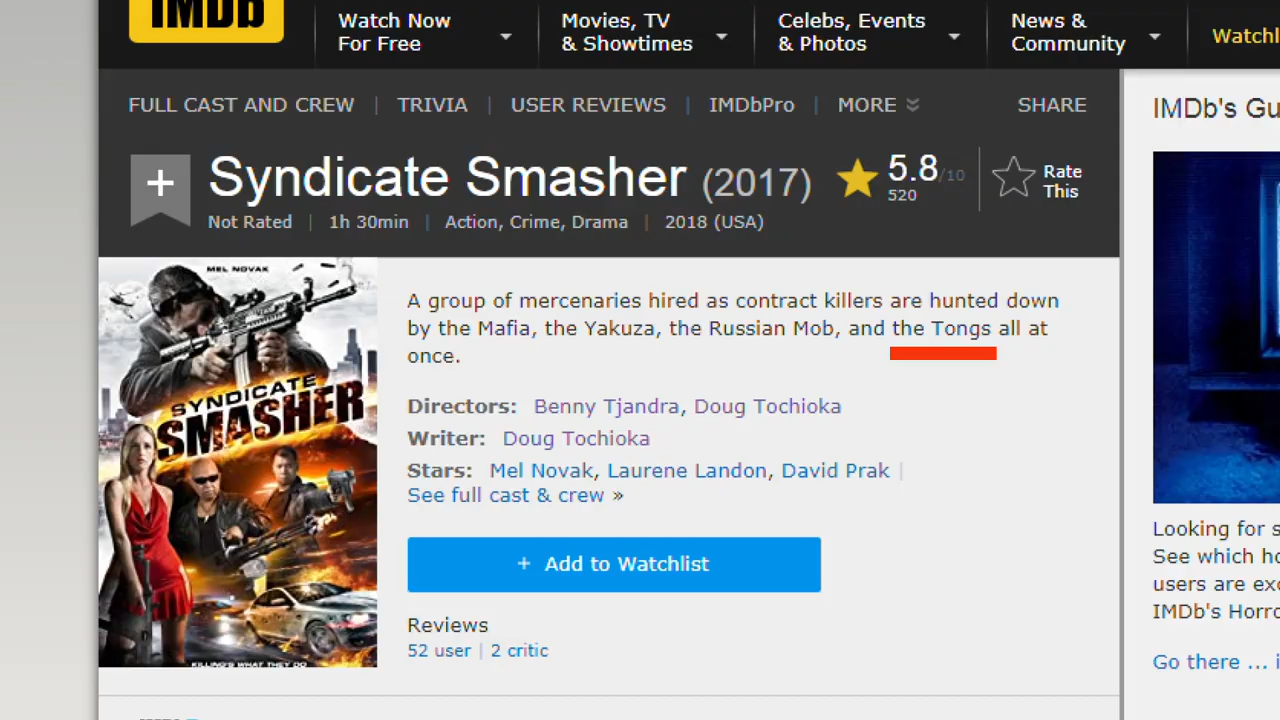 IMDb
Watch Now
For Free
Movies, TV
& Showtimes
Celebs, Events
& Photos
News &
Community
Watchl
FULL CAST AND CREW | TRIVIA | USER REVIEWS | IMDbPro | MORE
SHARE
IMDb's Gu
+
Syndicate Smasher (2017)
5.8/10
520
Rate
This
Not Rated | 1h 30min | Action, Crime, Drama | 2018 (USA)
MEL NOVAK
SYNDICATE
SMASHER
KILLING'S WHAT THEY DO
A group of mercenaries hired as contract killers are hunted down
by the Mafia, the Yakuza, the Russian Mob, and the Tongs all at
once.
Directors: Benny Tjandra, Doug Tochioka
Writer: Doug Tochioka
Stars: Mel Novak, Laurene Landon, David Prak |
See full cast & crew »
+ Add to Watchlist
Reviews
52 user | 2 critic
Looking for s
See which ho
users are exc
IMDb's Horro
Go there ... i